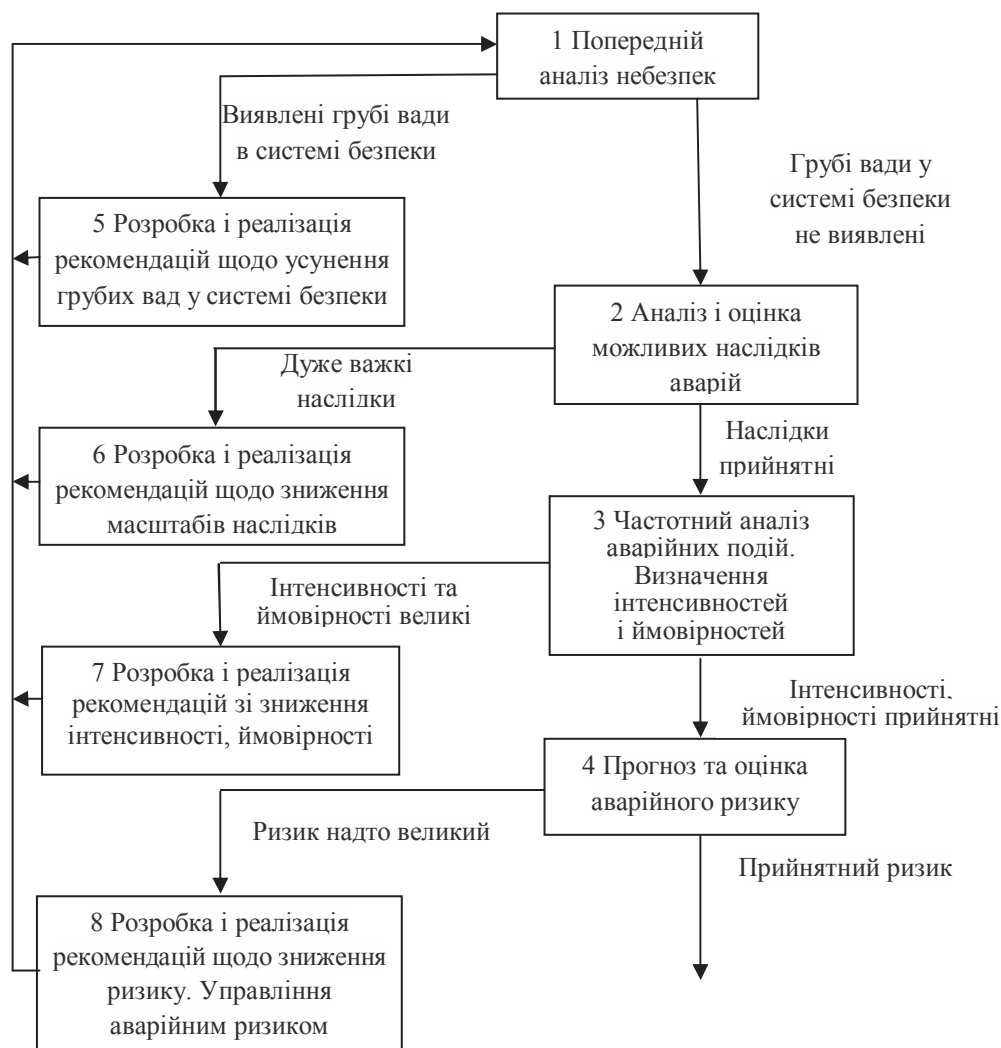 1 Попередній
аналіз небезпек
Виявлені грубі вади
в системі безпеки
Грубі вади у
системі безпеки
не виявлені
5 Розробка і реалізація
рекомендацій щодо усунення
грубих вад у системі безпеки
2 Аналіз і оцінка
можливих наслідків
аварій
Дуже важкі
наслідки
Наслідки
прийнятні
6 Розробка і реалізація
рекомендацій щодо зниження
масштабів наслідків
3 Частотний аналіз
аварійних подій.
Визначення
інтенсивностей
і ймовірностей
Інтенсивності та
ймовірності великі
7 Розробка і реалізація
рекомендацій зі зниження
інтенсивності, ймовірності
Інтенсивності,
ймовірності прийнятні
4 Прогноз та оцінка
аварійного ризику
Ризик надто великий
Прийнятний ризик
8 Розробка і реалізація
рекомендацій щодо зниження
ризику. Управління
аварійним ризиком